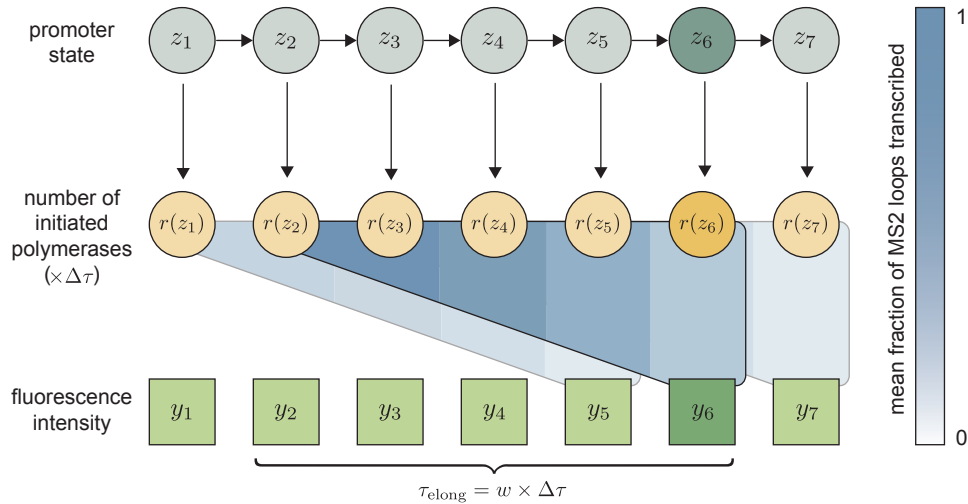 promoter
state
z₁ z₂ z₃ z₄ z₅ z₆ z₇
number of
initiated
polymerases
(×Δτ)
r(z₁) r(z₂) r(z₃) r(z₄) r(z₅) r(z₆) r(z₇)
fluorescence
intensity
y₁ y₂ y₃ y₄ y₅ y₆ y₇
τelong = w × Δτ
1
mean fraction of MS2 loops transcribed
0